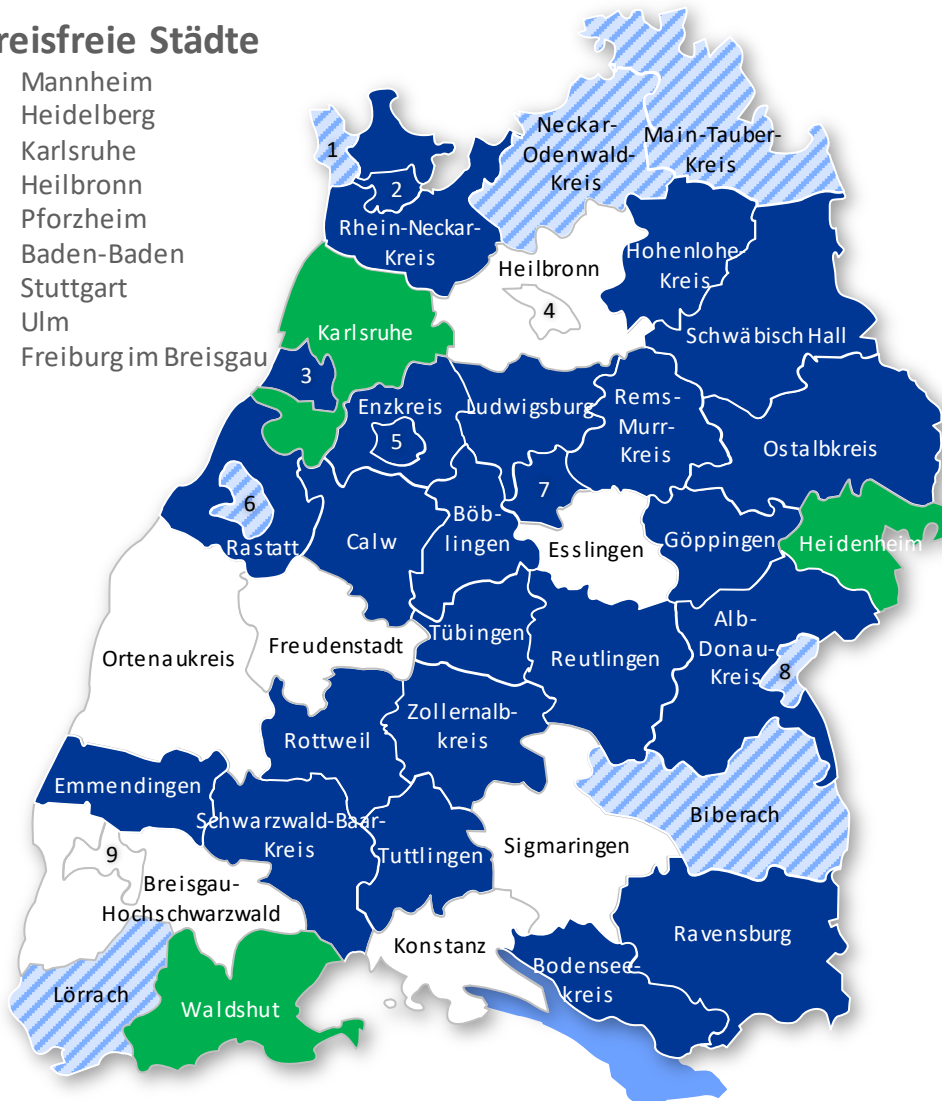 reisfreie Städte
Mannheim
Heidelberg
Karlsruhe
Heilbronn
Pforzheim
Baden-Baden
Stuttgart
Ulm
Freiburg im Breisgau
1
2
Neckar-
Odenwald-
Kreis
Main-Tauber-
Kreis
Rhein-Neckar-
Kreis
Heilbronn
4
Hohenlohe-
Kreis
Karlsruhe
Schwäbisch Hall
3
Enzkreis
5
Ludwigsburg
Rems-
Murr-
Kreis
Ostalbkreis
6
Rastatt
Calw
Böb-
lingen
7
Esslingen
Göppingen
Heidenheim
Ortenaukreis
Freudenstadt
Tübingen
Reutlingen
Alb-
Donau-
Kreis
8
Rottweil
Zollernalb-
kreis
Emmendingen
Schwarzwald-Baar-
Kreis
Tuttlingen
Sigmaringen
Biberach
9
Breisgau-
Hochschwarzwald
Konstanz
Ravensburg
Bodensee-
kreis
Lörrach
Waldshut